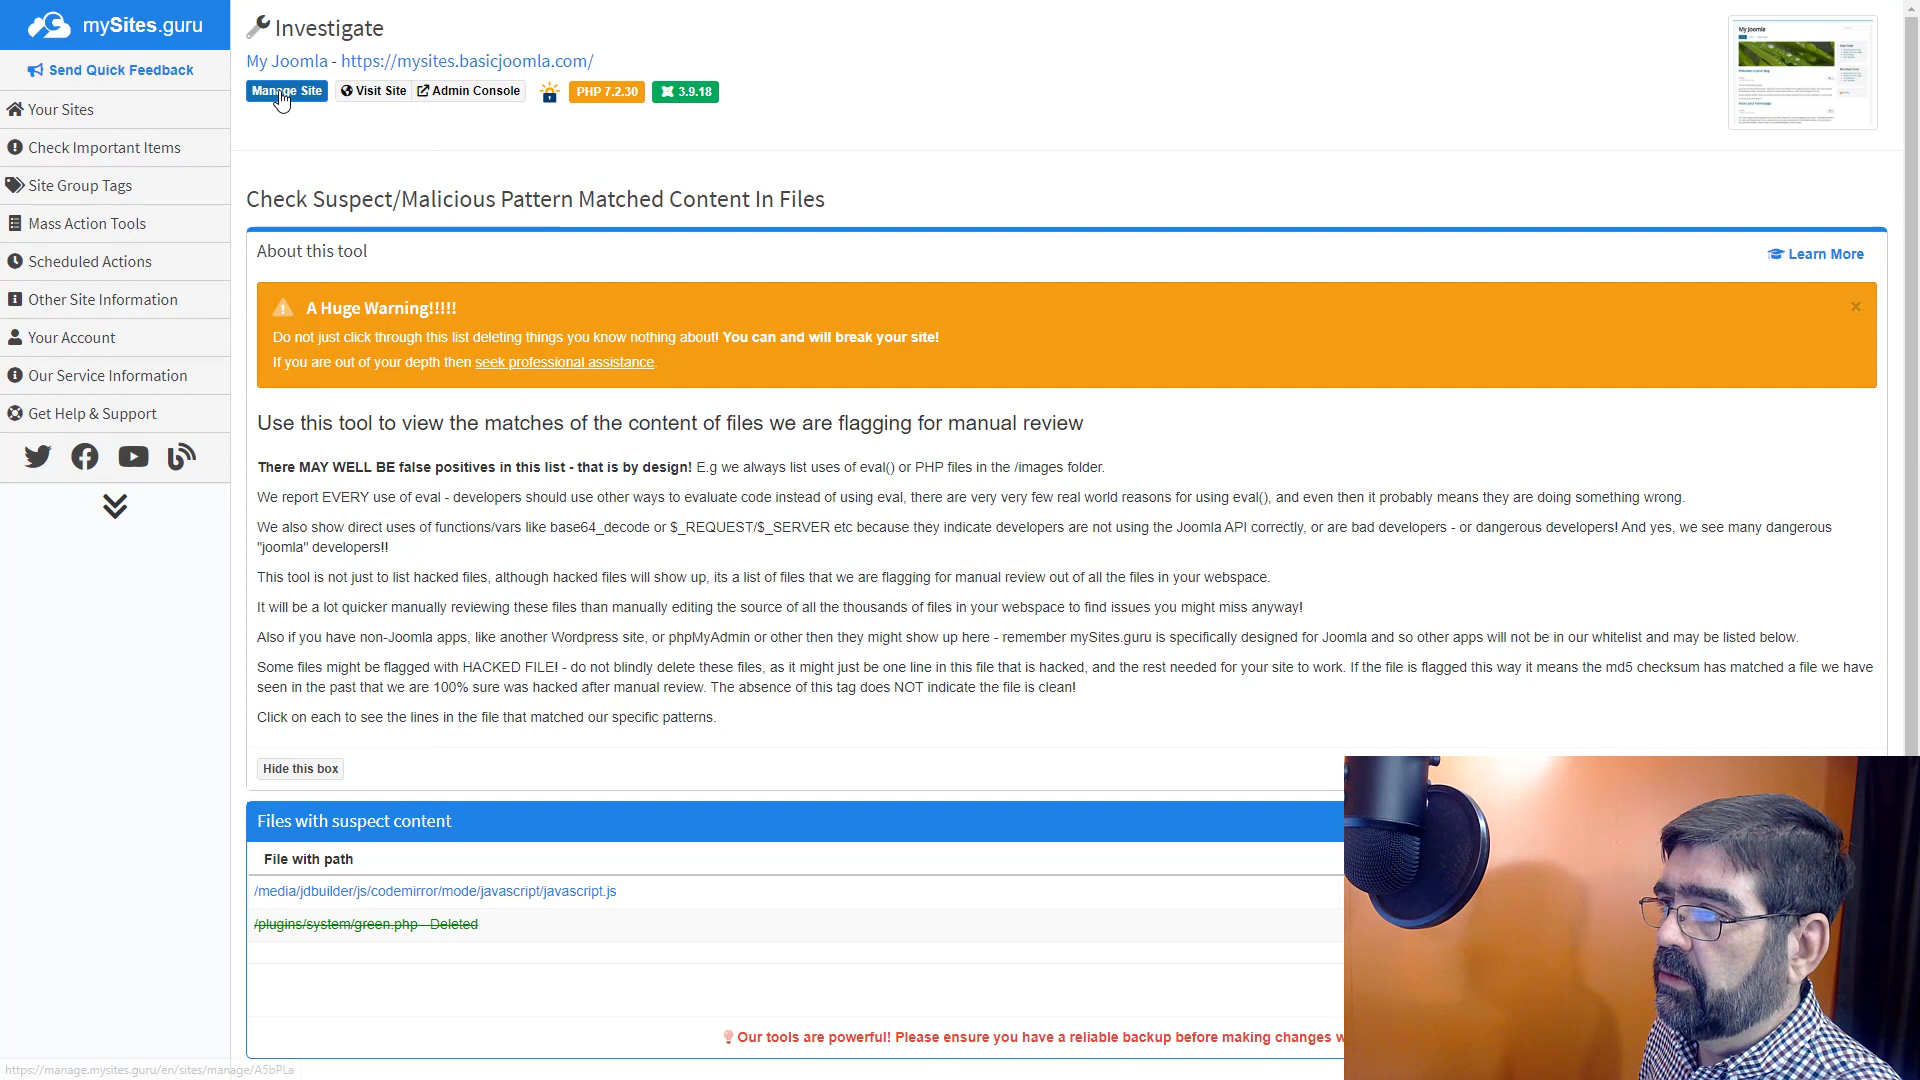 mySites.guru
Send Quick Feedback
Your Sites
Check Important Items
Site Group Tags
Mass Action Tools
Scheduled Actions
Other Site Information
Your Account
Our Service Information
Get Help & Support
Investigate
My Joomla - https://mysites.basicjoomla.com/
Manage Site Visit Site Admin Console PHP 7.2.30 3.9.18
Check Suspect/Malicious Pattern Matched Content In Files
About this tool
Learn More
A Huge Warning!!!!!
×
Do not just click through this list deleting things you know nothing about! You can and will break your site!
If you are out of your depth then seek professional assistance.
Use this tool to view the matches of the content of files we are flagging for manual review
There MAY WELL BE false positives in this list - that is by design! E.g we always list uses of eval() or PHP files in the /images folder.
We report EVERY use of eval - developers should use other ways to evaluate code instead of using eval, there are very very few real world reasons for using eval(), and even then it probably means they are doing something wrong.
We also show direct uses of functions/vars like base64_decode or $_REQUEST/$_SERVER etc because they indicate developers are not using the Joomla API correctly, or are bad developers - or dangerous developers! And yes, we see many dangerous
"joomla" developers!!
This tool is not just to list hacked files, although hacked files will show up, its a list of files that we are flagging for manual review out of all the files in your webspace.
It will be a lot quicker manually reviewing these files than manually editing the source of all the thousands of files in your webspace to find issues you might miss anyway!
Also if you have non-Joomla apps, like another Wordpress site, or phpMyAdmin or other then they might show up here - remember mySites.guru is specifically designed for Joomla and so other apps will not be in our whitelist and may be listed below.
Some files might be flagged with HACKED FILE! - do not blindly delete these files, as it might just be one line in this file that is hacked, and the rest needed for your site to work. If the file is flagged this way it means the md5 checksum has matched a file we have
seen in the past that we are 100% sure was hacked after manual review. The absence of this tag does NOT indicate the file is clean!
Click on each to see the lines in the file that matched our specific patterns.
Hide this box
Files with suspect content
File with path
/media/jdbuilder/js/codemirror/mode/javascript/javascript.js
/plugins/system/green.php - Deleted
Our tools are powerful! Please ensure you have a reliable backup before making changes
https://manage.mysites.guru/en/sites/manage/A5bPLa
My Joomla